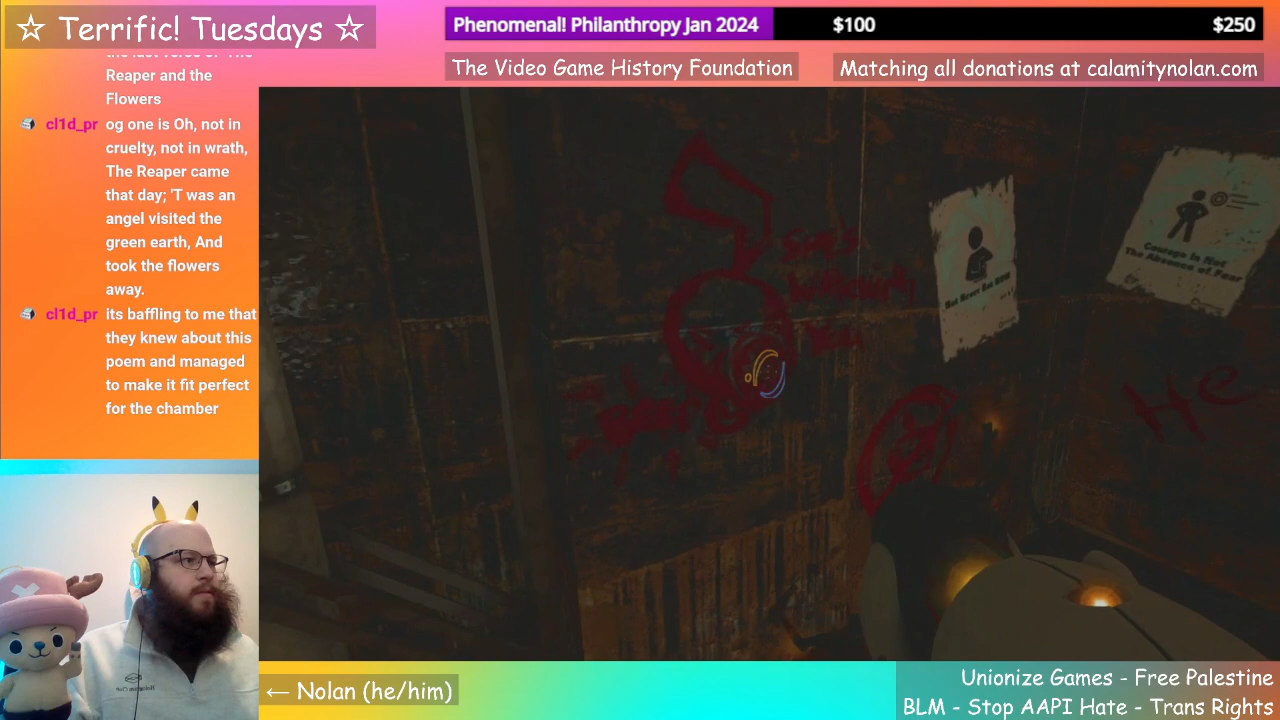 ☆ Terrific! Tuesdays ☆
Phenomenal! Philanthropy Jan 2024
$100
$250
The Video Game History Foundation
Matching all donations at calamitynolan.com
Reaper and the
Flowers
cl1d_pr og one is Oh, not in
cruelty, not in wrath,
The Reaper came
that day; 'T was an
angel visited the
green earth, And
took the flowers
away.
cl1d_pr its baffling to me that
they knew about this
poem and managed
to make it fit perfect
for the chamber
Courage Is Not
The Absence of Fear
He
← Nolan (he/him)
Unionize Games - Free Palestine
BLM - Stop AAPI Hate - Trans Rights